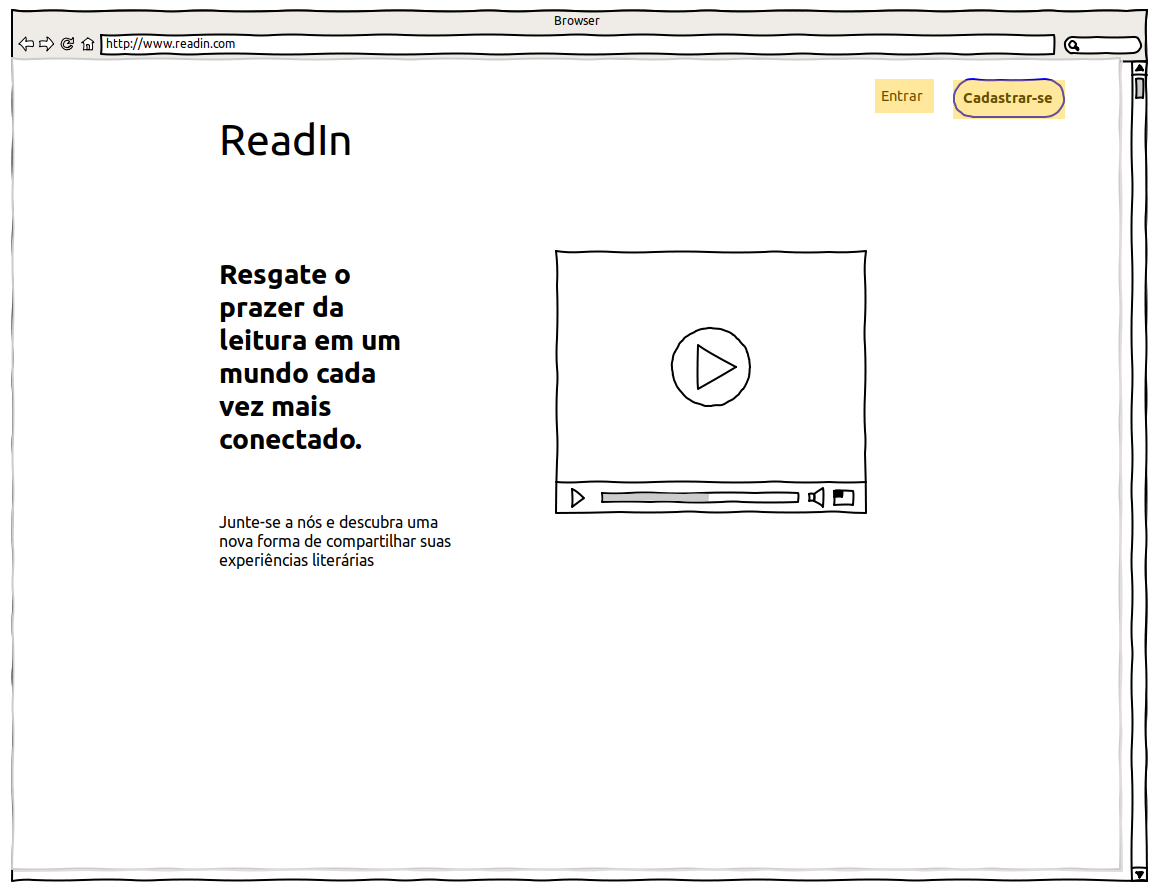 Browser
http://www.readin.com
Entrar
Cadastrar-se
ReadIn
Resgate o
prazer da
leitura em um
mundo cada
vez mais
conectado.
Junte-se a nós e descubra uma
nova forma de compartilhar suas
experiências literárias